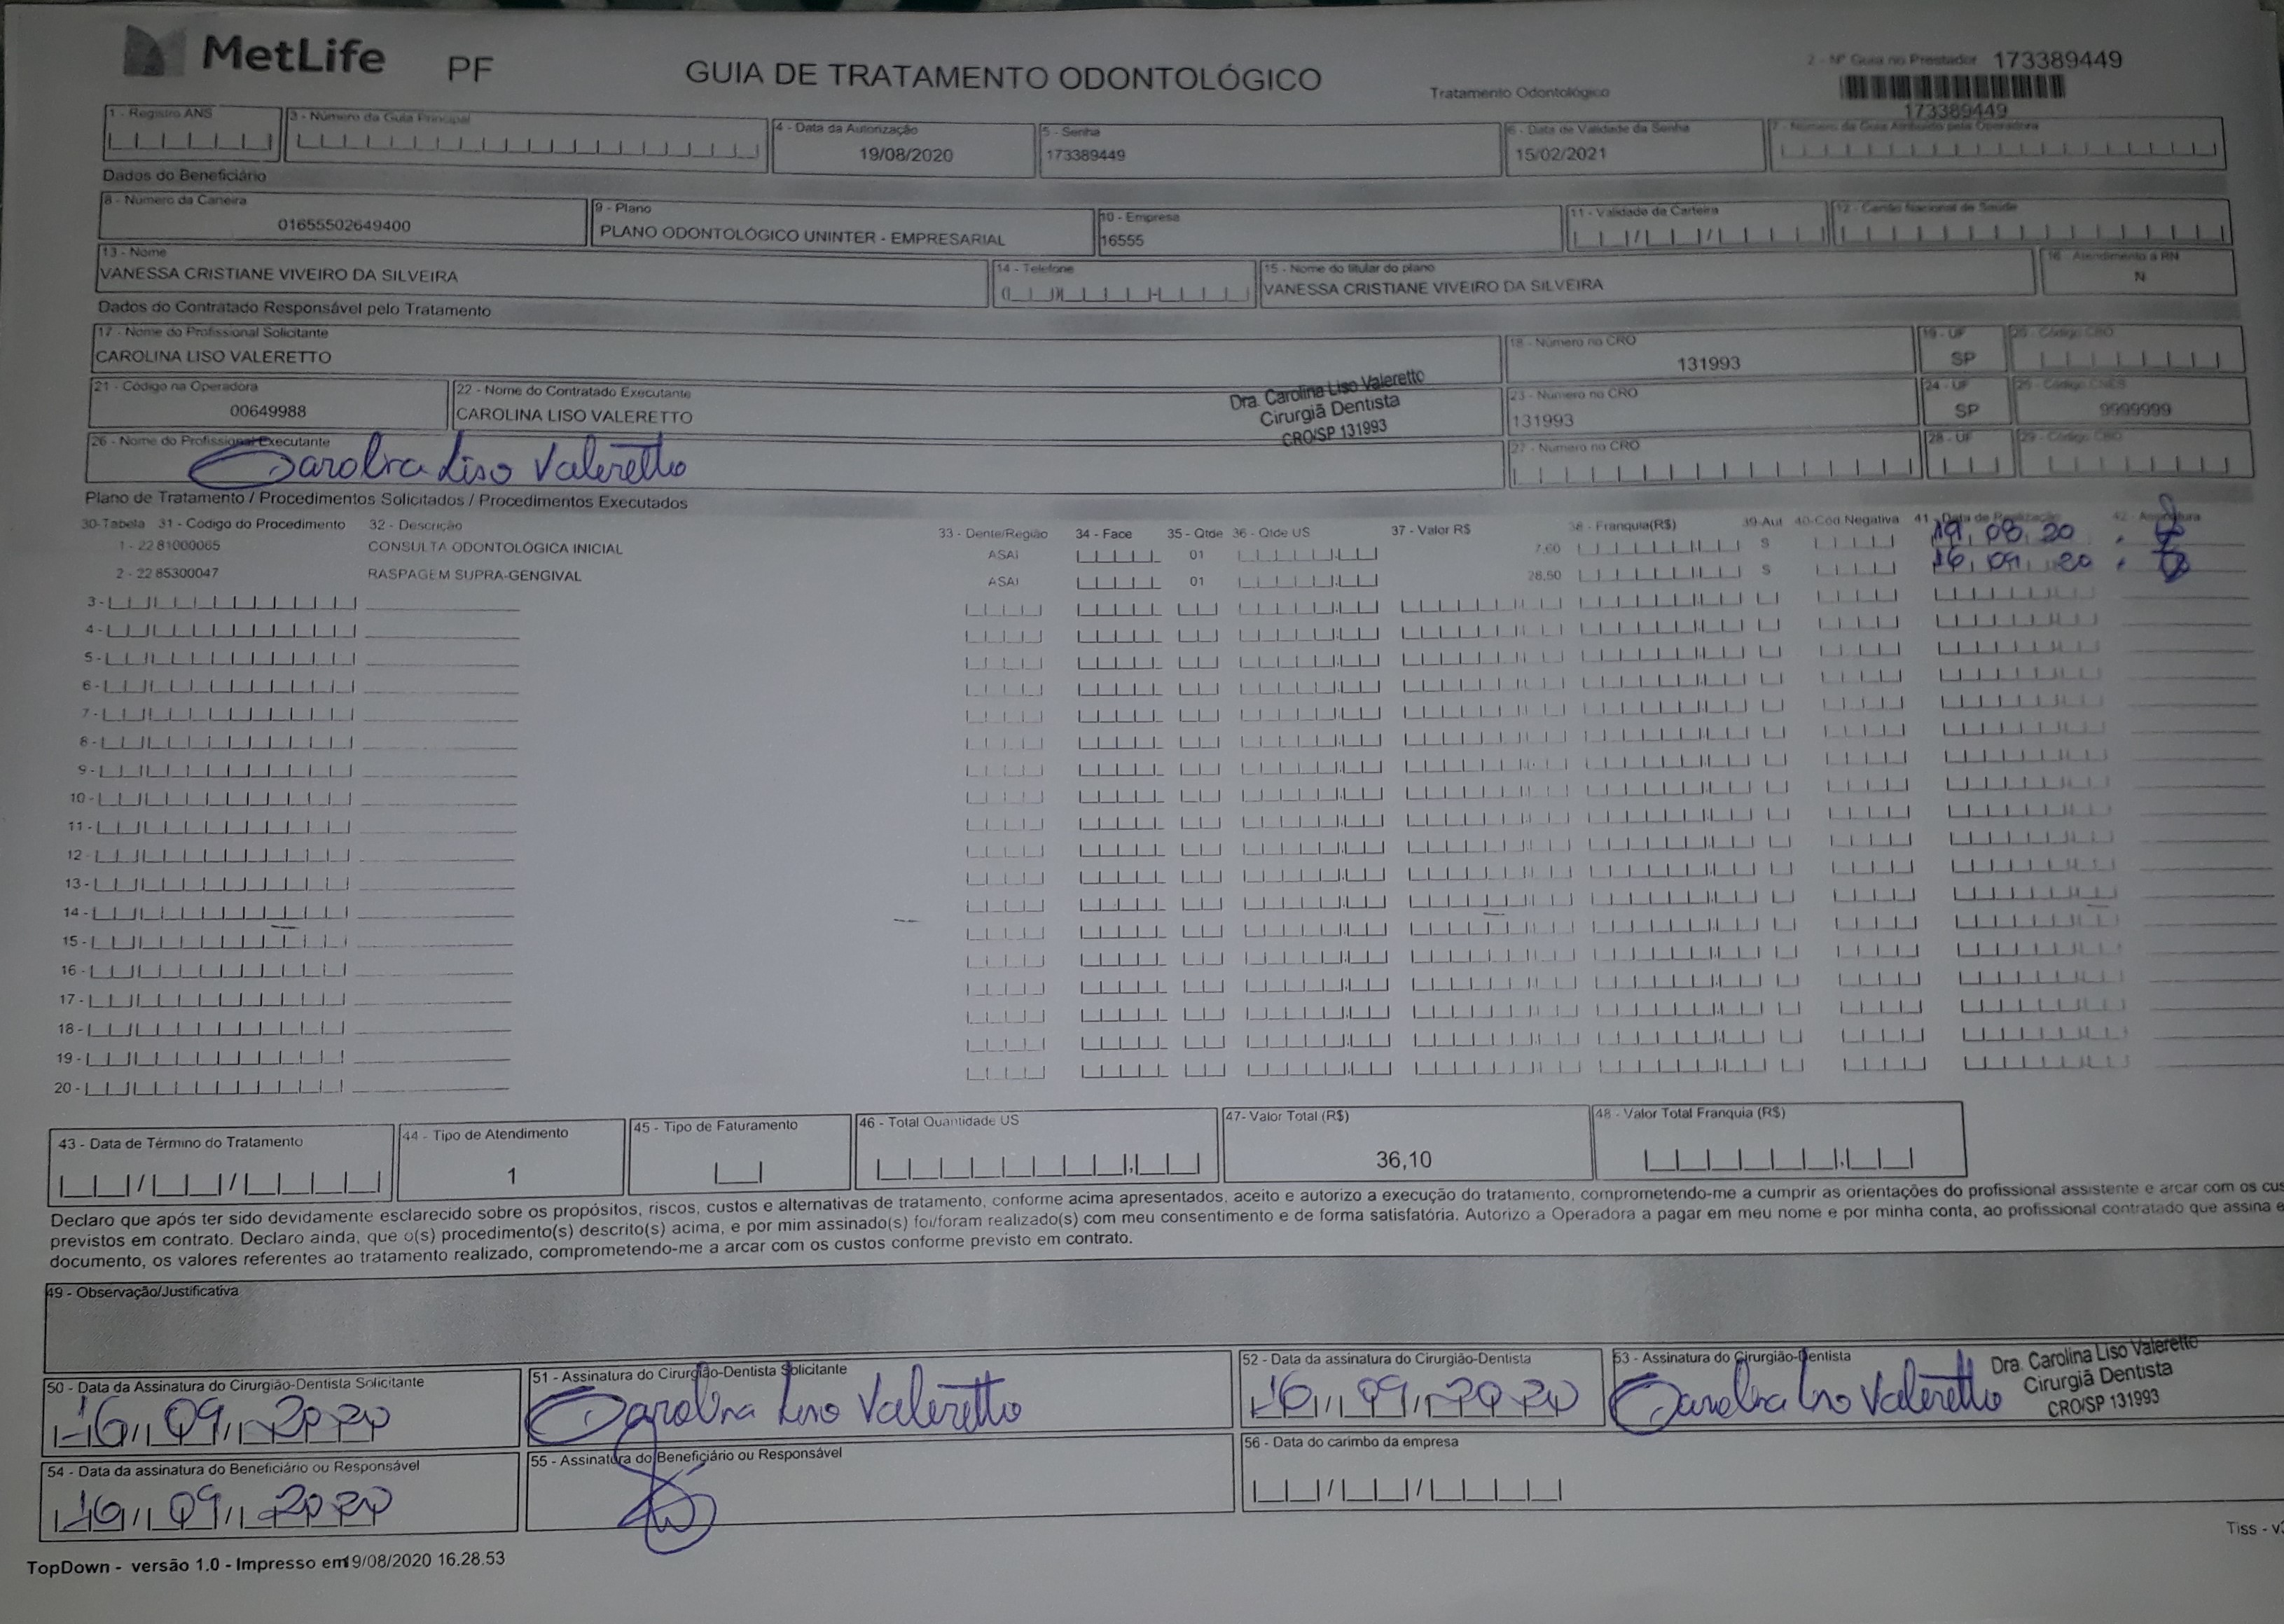 MetLife PF GUIA DE TRATAMENTO ODONTOLÓGICO Tratamento Odontológico 2 - Nº Guia no Prestador 173389449
173389449
1 - Registro ANS
3 - Número da Guia Principal
4 - Data da Autorização
19/08/2020
5 - Senha
173389449
6 - Data de Validade da Senha
15/02/2021
7 - Número da Guia Atribuído pela Operadora
Dados do Beneficiário
8 - Número da Carteira
01655502649400
9 - Plano
PLANO ODONTOLÓGICO UNINTER - EMPRESARIAL
10 - Empresa
16555
11 - Validade da Carteira
12 - Cartão Nacional de Saúde
13 - Nome
VANESSA CRISTIANE VIVEIRO DA SILVEIRA
14 - Telefone
15 - Nome do titular do plano
VANESSA CRISTIANE VIVEIRO DA SILVEIRA
16 - Atendimento a RN
N
Dados do Contratado Responsável pelo Tratamento
17 - Nome do Profissional Solicitante
CAROLINA LISO VALERETTO
18 - Número no CRO
131993
19 - UF
SP
20 - Código CBO
21 - Código na Operadora
00649988
22 - Nome do Contratado Executante
CAROLINA LISO VALERETTO
Dra. Carolina Liso Valeretto
Cirurgiã Dentista
CRO/SP 131993
23 - Número no CRO
131993
24 - UF
SP
25 - Código CNES
9999999
26 - Nome do Profissional Executante
Carolina Liso Valeretto
27 - Número no CRO
28 - UF
29 - Código CBO
Plano de Tratamento / Procedimentos Solicitados / Procedimentos Executados
30-Tabela 31 - Código do Procedimento 32 - Descrição 33 - Dente/Região 34 - Face 35 - Qtde 36 - Qtde US 37 - Valor R$ 38 - Franquia(R$) 39-Aut 40-Cód Negativa 41 - Data de Realização 42 - Assinatura
1 - 22 81000065 CONSULTA ODONTOLÓGICA INICIAL ASAI 01 7,60 S 19 08 20
2 - 22 85300047 RASPAGEM SUPRA-GENGIVAL ASAI 01 28,50 S 16 09 20
3 -
4 -
5 -
6 -
7 -
8 -
9 -
10 -
11 -
12 -
13 -
14 -
15 -
16 -
17 -
18 -
19 -
20 -
43 - Data de Término do Tratamento
44 - Tipo de Atendimento
1
45 - Tipo de Faturamento
46 - Total Quantidade US
47- Valor Total (R$)
36,10
48 - Valor Total Franquia (R$)
Declaro que após ter sido devidamente esclarecido sobre os propósitos, riscos, custos e alternativas de tratamento, conforme acima apresentados, aceito e autorizo a execução do tratamento, comprometendo-me a cumprir as orientações do profissional assistente e arcar com os cus
previstos em contrato. Declaro ainda, que o(s) procedimento(s) descrito(s) acima, e por mim assinado(s) foi/foram realizado(s) com meu consentimento e de forma satisfatória. Autorizo a Operadora a pagar em meu nome e por minha conta, ao profissional contratado que assina e
documento, os valores referentes ao tratamento realizado, comprometendo-me a arcar com os custos conforme previsto em contrato.
49 - Observação/Justificativa
50 - Data da Assinatura do Cirurgião-Dentista Solicitante
16 09 2020
51 - Assinatura do Cirurgião-Dentista Solicitante
Carolina Liso Valeretto
52 - Data da assinatura do Cirurgião-Dentista
16 09 2020
53 - Assinatura do Cirurgião-Dentista
Carolina Liso Valeretto
Dra. Carolina Liso Valeretto
Cirurgiã Dentista
CRO/SP 131993
54 - Data da assinatura do Beneficiário ou Responsável
16 09 2020
55 - Assinatura do Beneficiário ou Responsável
56 - Data do carimbo da empresa
TopDown - versão 1.0 - Impresso em19/08/2020 16.28.53
Tiss - v3